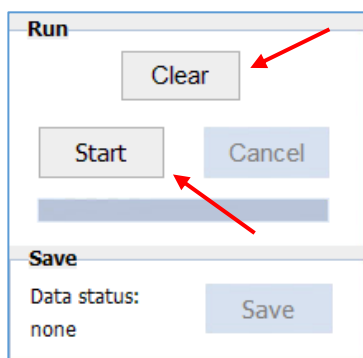 Run
Clear
Start Cancel
Save
Data status:
none
Save